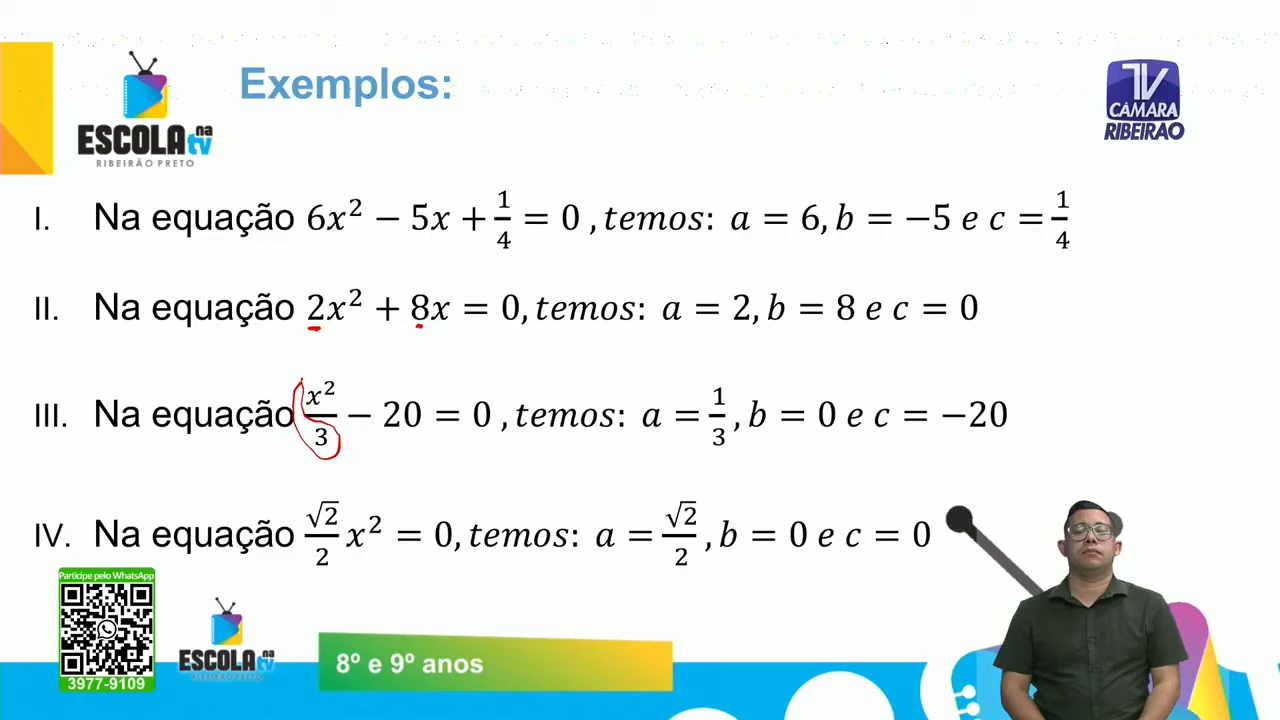 Exemplos:
ESCOLA na tv
RIBEIRÃO PRETO
TV
CÂMARA
RIBEIRÃO
I. Na equação 6x² − 5x + 1/4 = 0 , temos: a = 6, b = −5 e c = 1/4
II. Na equação 2x² + 8x = 0, temos: a = 2, b = 8 e c = 0
III. Na equação x²/3 − 20 = 0 , temos: a = 1/3 , b = 0 e c = −20
IV. Na equação √2/2 x² = 0, temos: a = √2/2 , b = 0 e c = 0
Participe pelo WhatsApp
3977-9109
ESCOLA na tv
RIBEIRÃO PRETO
8º e 9º anos